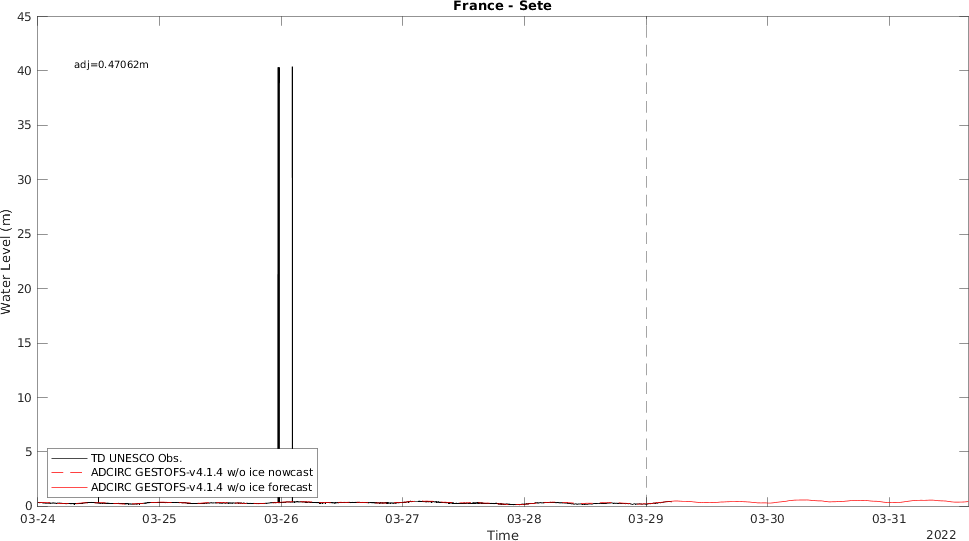 France - Sete
adj=0.47062m
45
40
35
30
25
20
15
10
5
0
Water Level (m)
TD UNESCO Obs.
ADCIRC GESTOFS-v4.1.4 w/o ice nowcast
ADCIRC GESTOFS-v4.1.4 w/o ice forecast
03-24 03-25 03-26 03-27 03-28 03-29 03-30 03-31
Time
2022